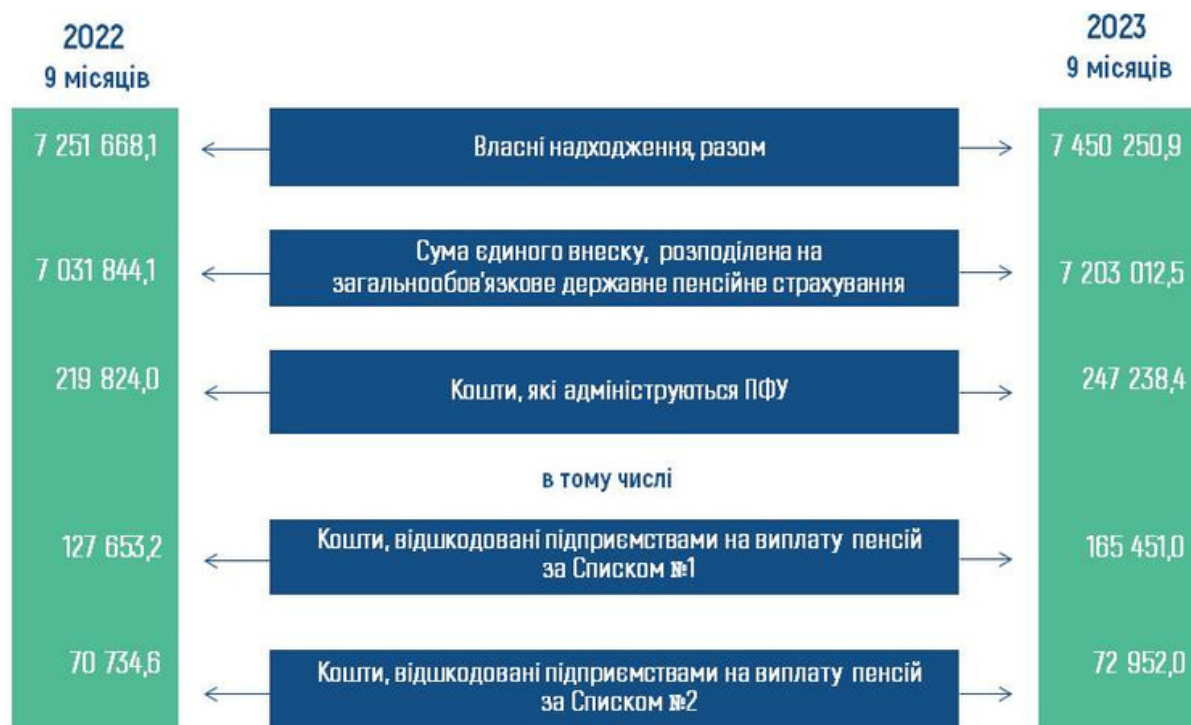 2022
9 місяців
2023
9 місяців
7 251 668,1
Власні надходження, разом
7 450 250,9
7 031 844,1
Сума єдиного внеску, розподілена на
загальнообов'язкове державне пенсійне страхування
7 203 012,5
219 824,0
Кошти, які адмініструються ПФУ
247 238,4
в тому числі
127 653,2
Кошти, відшкодовані підприємствами на виплату пенсій
за Списком №1
165 451,0
70 734,6
Кошти, відшкодовані підприємствами на виплату пенсій
за Списком №2
72 952,0